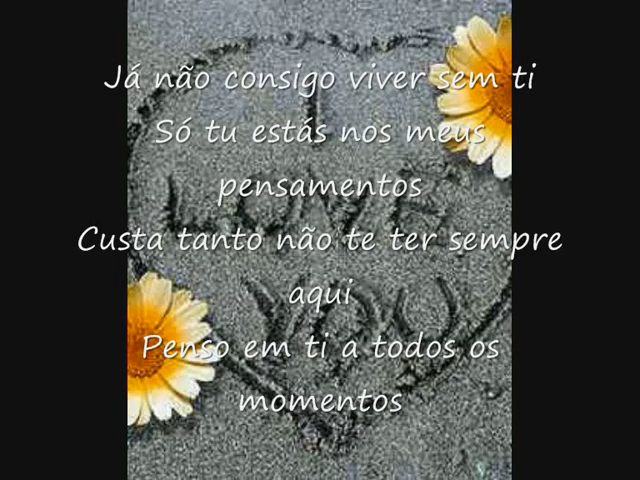 Já não consigo viver sem ti
Só tu estás nos meus
pensamentos
Custa tanto não te ter sempre
aqui
Penso em ti a todos os
momentos
I
LOVE
YOU